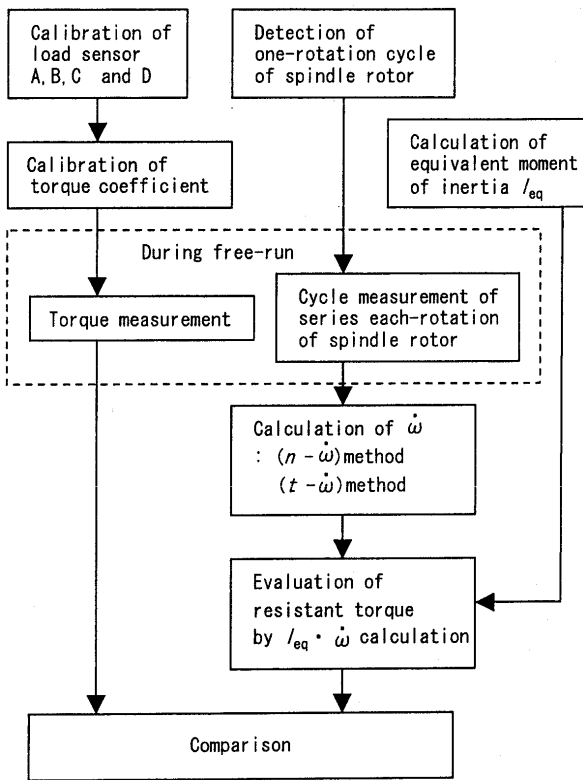 Calibration of
load sensor
A, B, C and D
Detection of
one-rotation cycle
of spindle rotor
Calculation of
equivalent moment
of inertia I_eq
Calibration of
torque coefficient
During free-run
Torque measurement
Cycle measurement of
series each-rotation
of spindle rotor
Calculation of ω̇
: (n - ω̇) method
(t - ω̇) method
Evaluation of
resistant torque
by I_eq · ω̇ calculation
Comparison